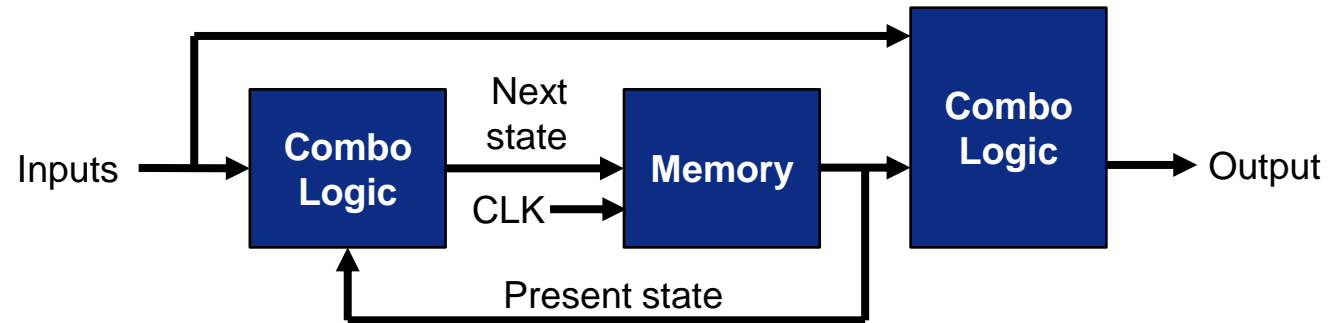 Inputs
Combo
Logic
Next
state
CLK
Memory
Present state
Combo
Logic
Output